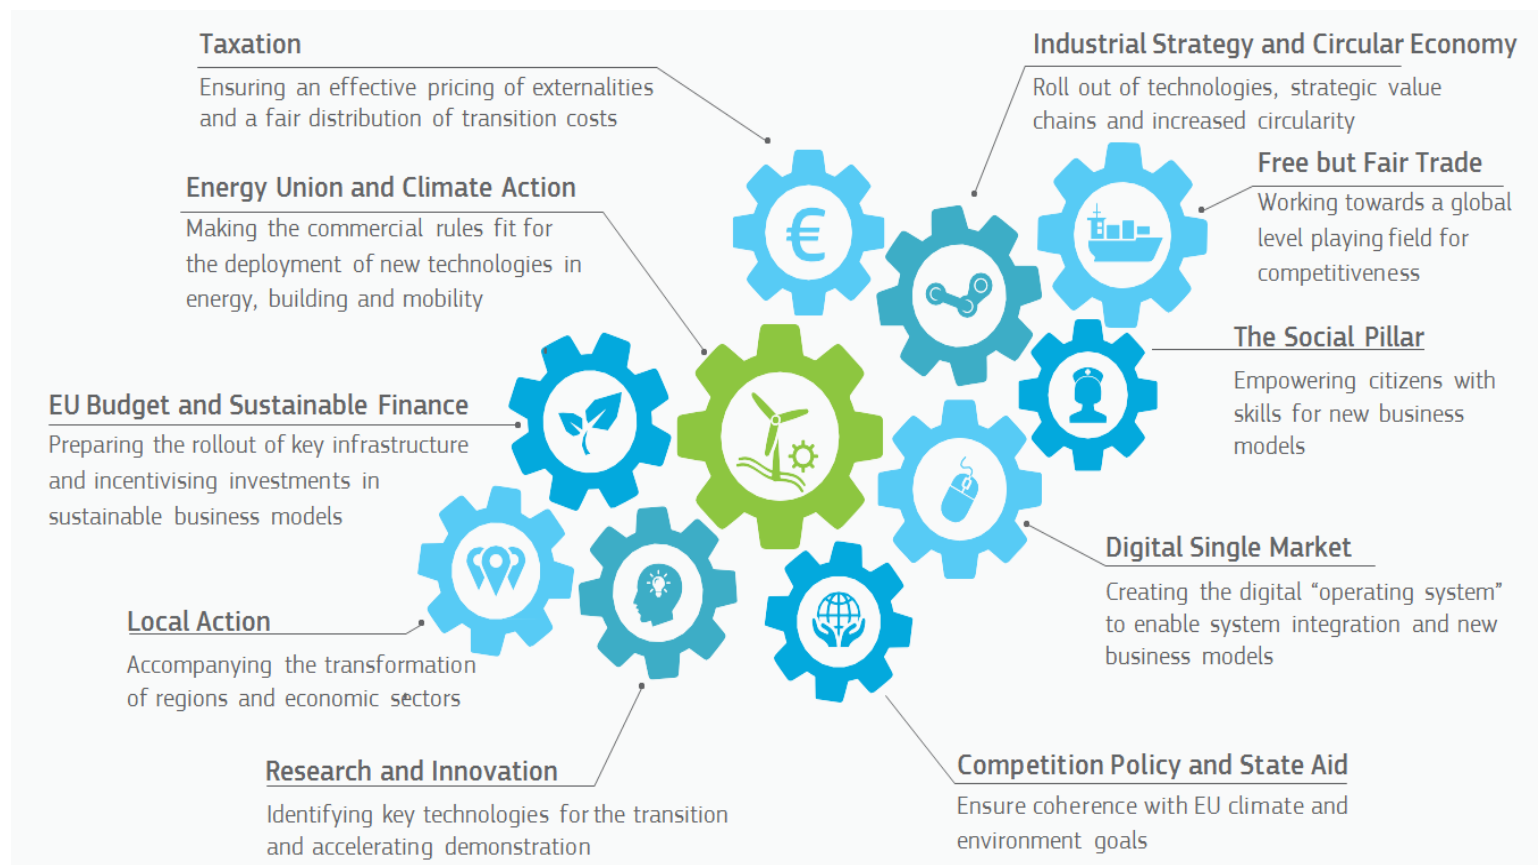 Taxation
Ensuring an effective pricing of externalities
and a fair distribution of transition costs
Industrial Strategy and Circular Economy
Roll out of technologies, strategic value
chains and increased circularity
Free but Fair Trade
Working towards a global
level playing field for
competitiveness
Energy Union and Climate Action
Making the commercial rules fit for
the deployment of new technologies in
energy, building and mobility
€
The Social Pillar
Empowering citizens with
skills for new business
models
EU Budget and Sustainable Finance
Preparing the rollout of key infrastructure
and incentivising investments in
sustainable business models
Digital Single Market
Creating the digital “operating system”
to enable system integration and new
business models
Local Action
Accompanying the transformation
of regions and economic sectors
Research and Innovation
Identifying key technologies for the transition
and accelerating demonstration
Competition Policy and State Aid
Ensure coherence with EU climate and
environment goals